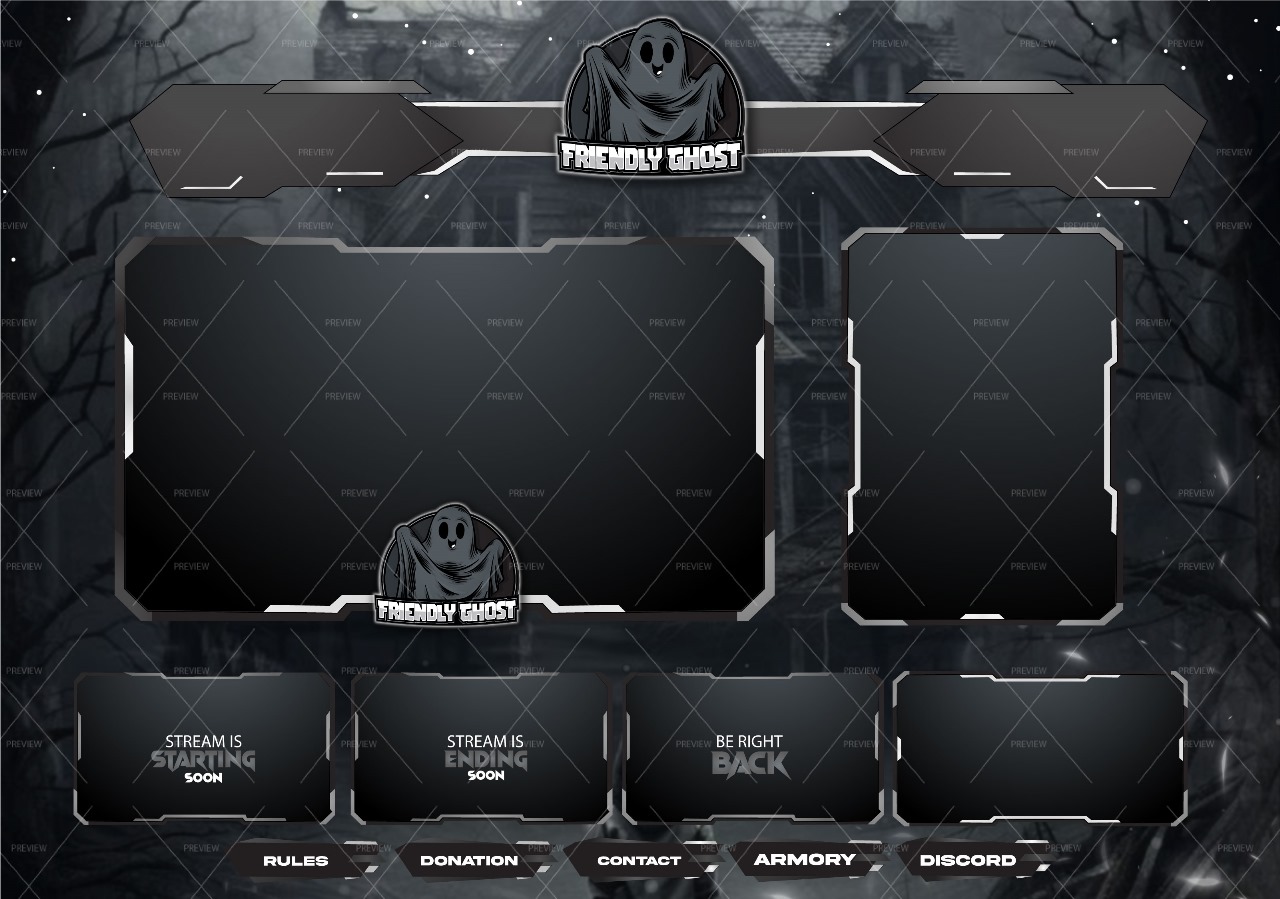 FRIENDLY GHOST
FRIENDLY GHOST
STREAM IS
STARTING
SOON
STREAM IS
ENDING
SOON
BE RIGHT
BACK
RULES
DONATION
CONTACT
ARMORY
DISCORD
PREVIEW